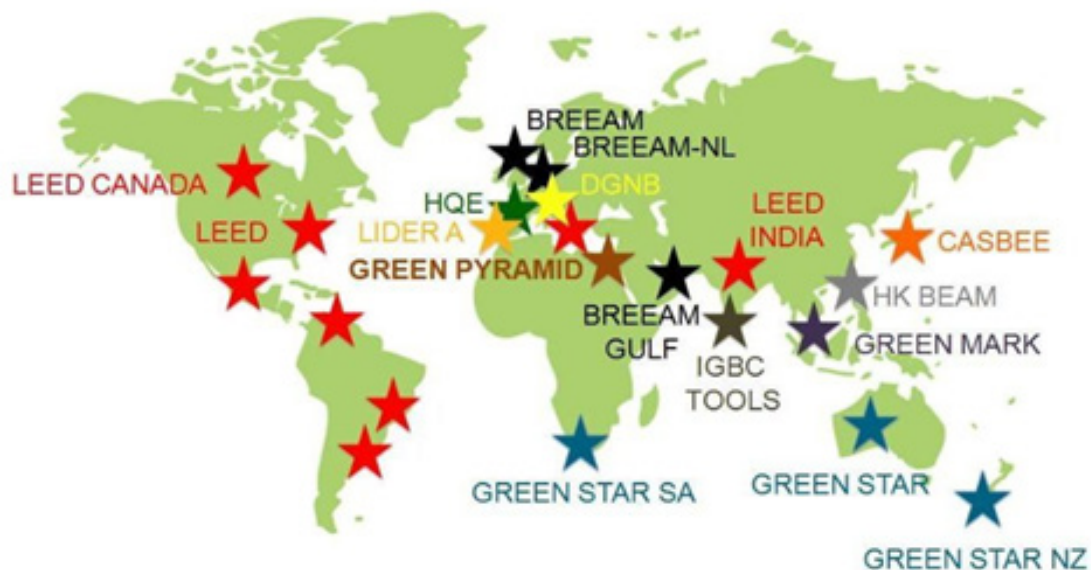 BREEAM
BREEAM-NL
LEED CANADA
HQE
DGNB
LEED
INDIA
LEED
LIDER A
CASBEE
GREEN PYRAMID
HK BEAM
BREEAM
GULF
GREEN MARK
IGBC
TOOLS
GREEN STAR SA
GREEN STAR
GREEN STAR NZ